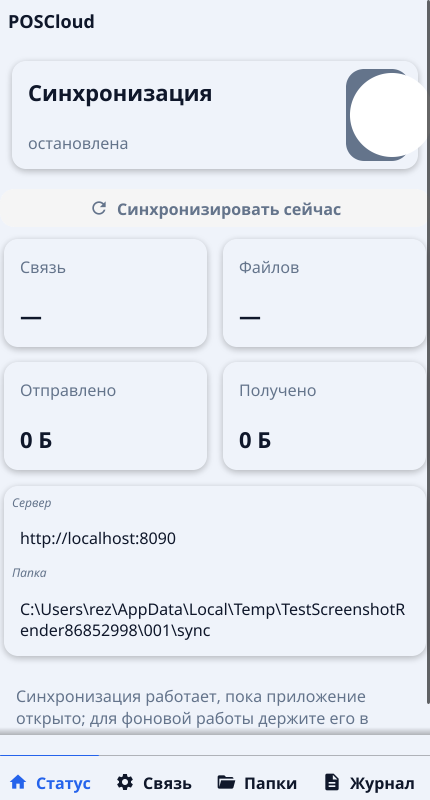 POSCloud
Синхронизация
остановлена
Синхронизировать сейчас
Связь
Файлов
—
—
Отправлено
Получено
0 Б
0 Б
Сервер
http://localhost:8090
Папка
C:\Users\rez\AppData\Local\Temp\TestScreenshotR
ender86852998\001\sync
Синхронизация работает, пока приложение
открыто; для фоновой работы держите его в
Статус
Связь
Папки
Журнал